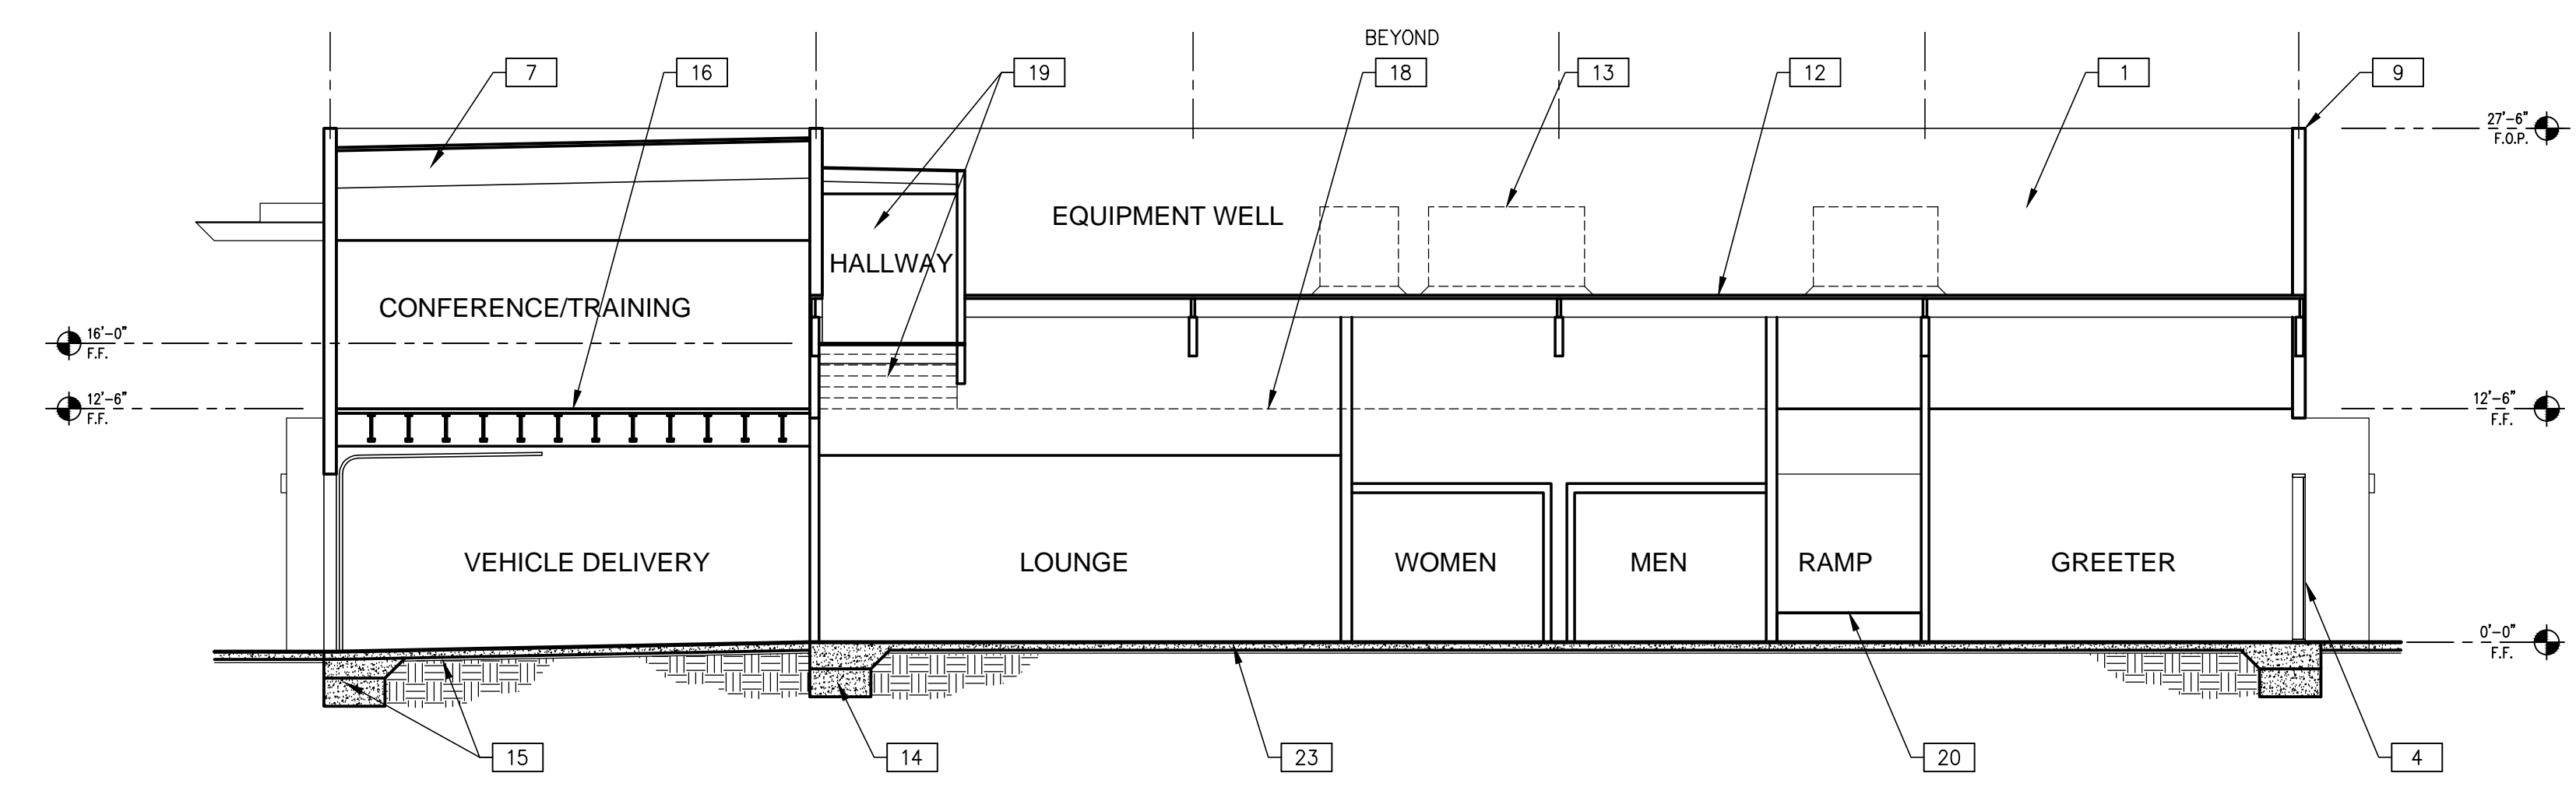 BEYOND
7
16
19
18
13
12
1
9
27'-6"
F.O.P.
EQUIPMENT WELL
HALLWAY
CONFERENCE/TRAINING
16'-0"
F.F.
12'-6"
F.F.
12'-6"
F.F.
VEHICLE DELIVERY
LOUNGE
WOMEN
MEN
RAMP
GREETER
0'-0"
F.F.
15
14
23
20
4